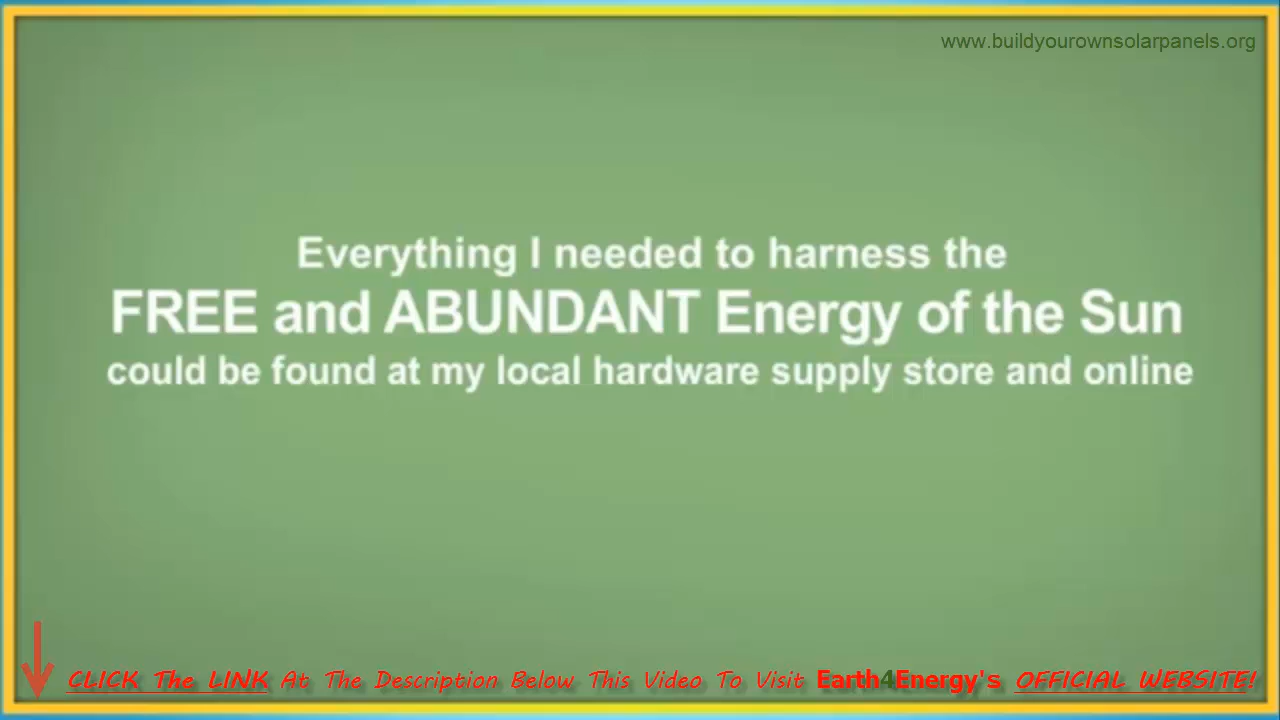 www.buildyourownsolarpanels.org
Everything I needed to harness the
FREE and ABUNDANT Energy of the Sun
could be found at my local hardware supply store and online
CLICK The LINK At The Description Below This Video To Visit Earth4Energy's OFFICIAL WEBSITE!